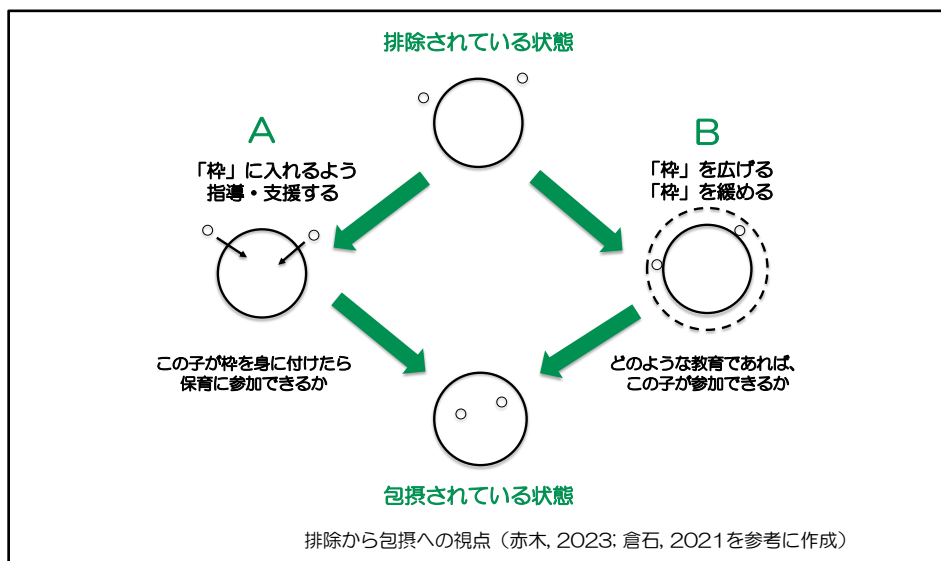 排除されている状態
A
「枠」に入れるよう
指導・支援する
B
「枠」を広げる
「枠」を緩める
この子が枠を身に付けたら
保育に参加できるか
どのような教育であれば、
この子が参加できるか
包摂されている状態
排除から包摂への視点（赤木, 2023; 倉石, 2021を参考に作成）